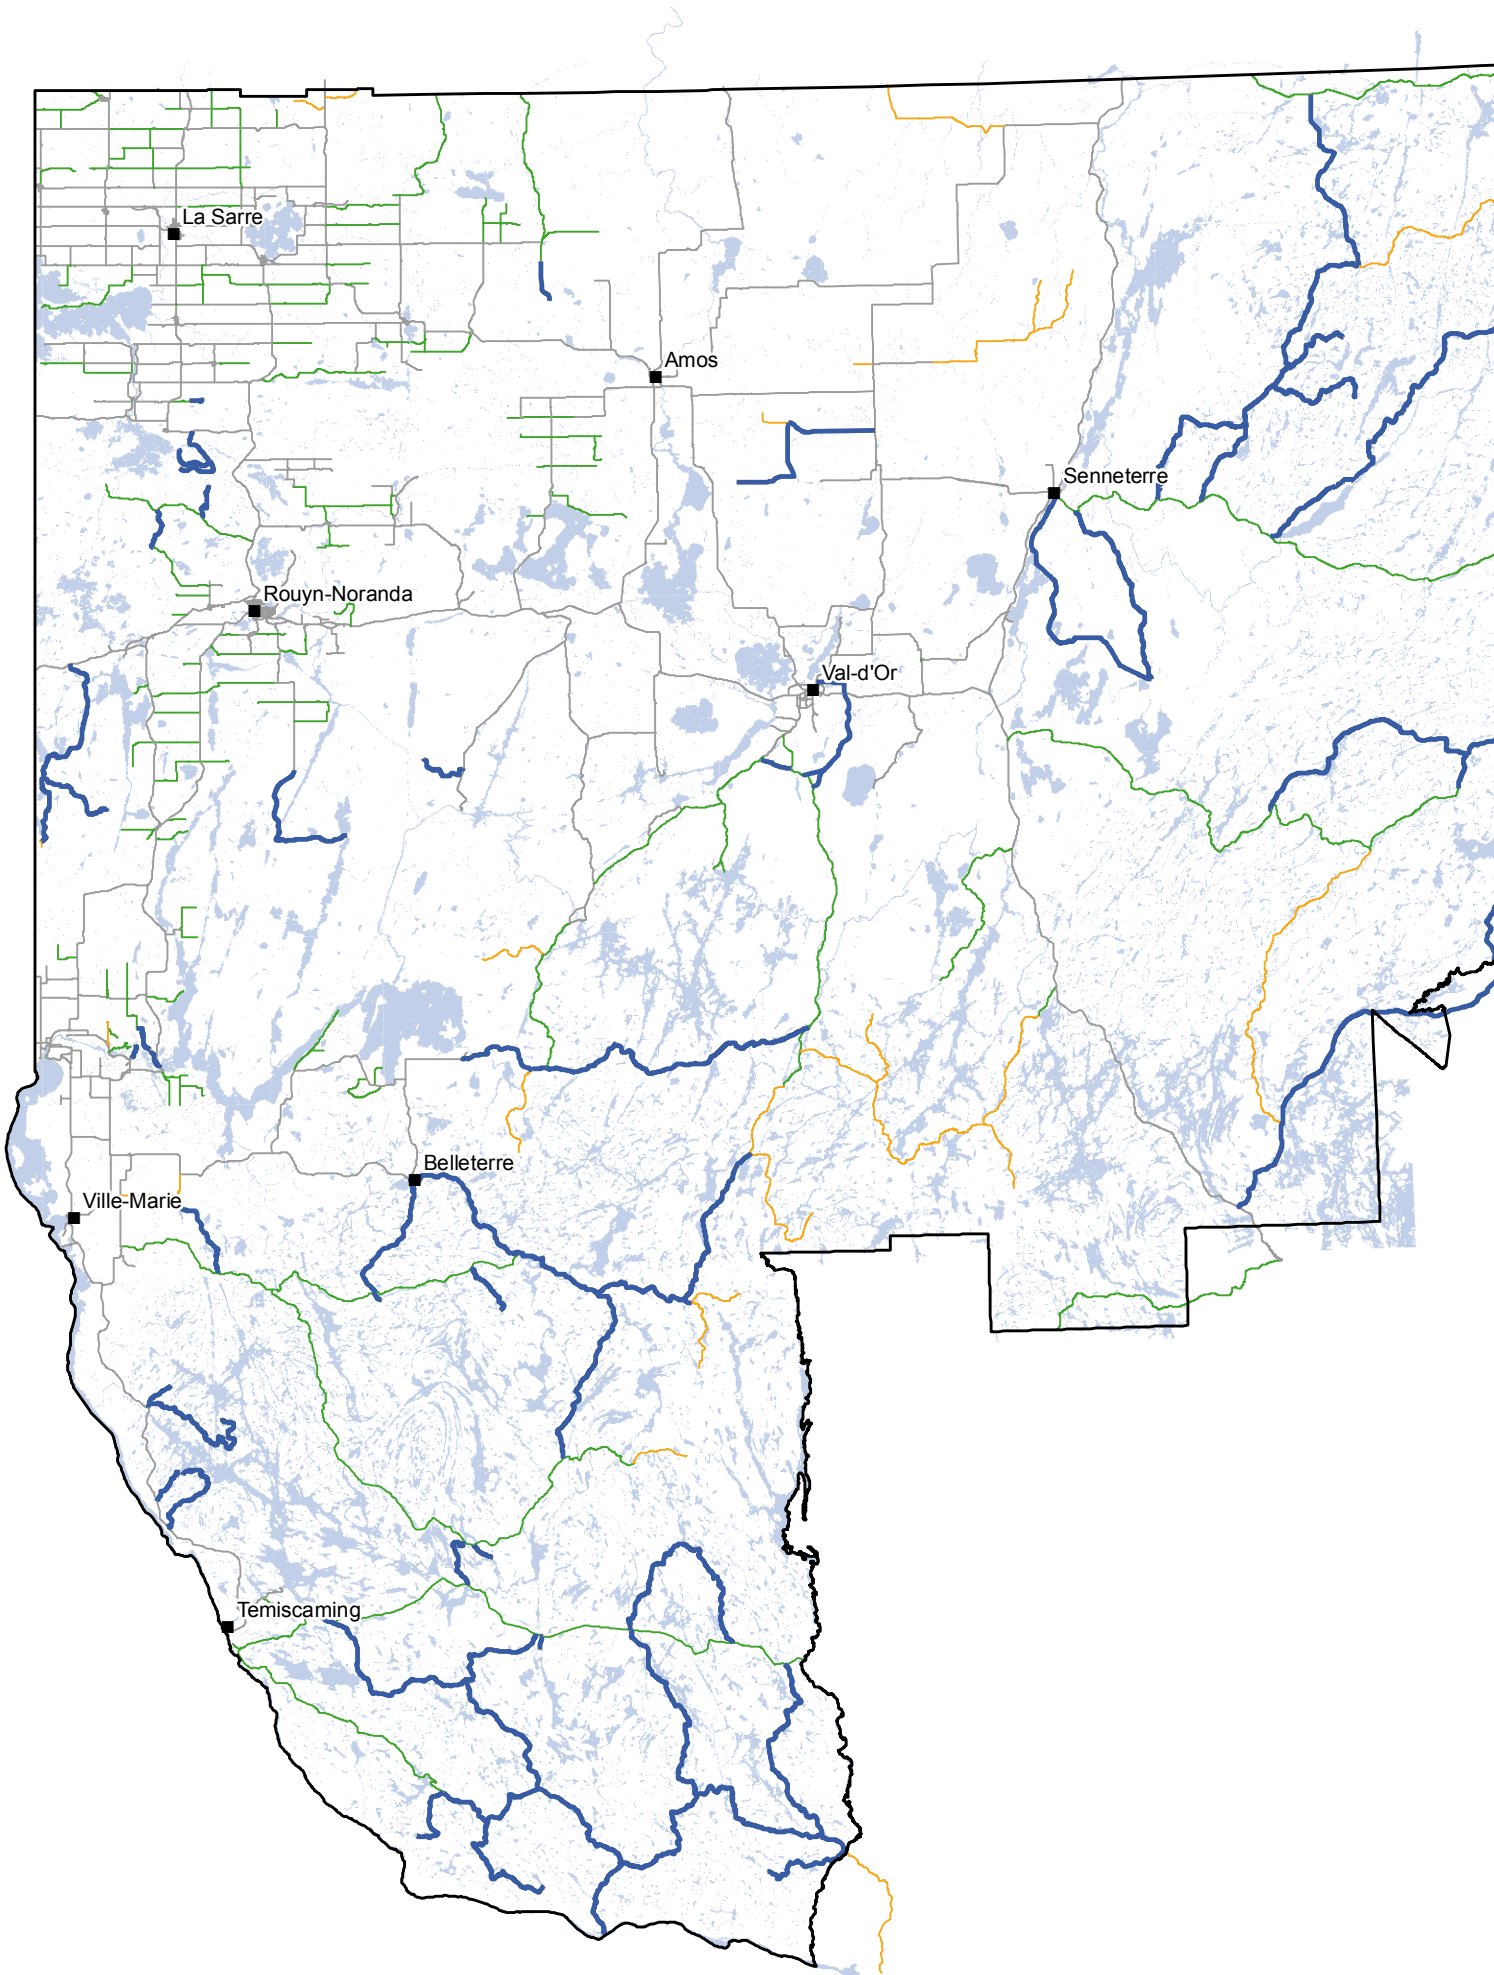 La Sarre
Amos
Senneterre
Rouyn-Noranda
Val-d'Or
Belleterre
Ville-Marie
Temiscaming